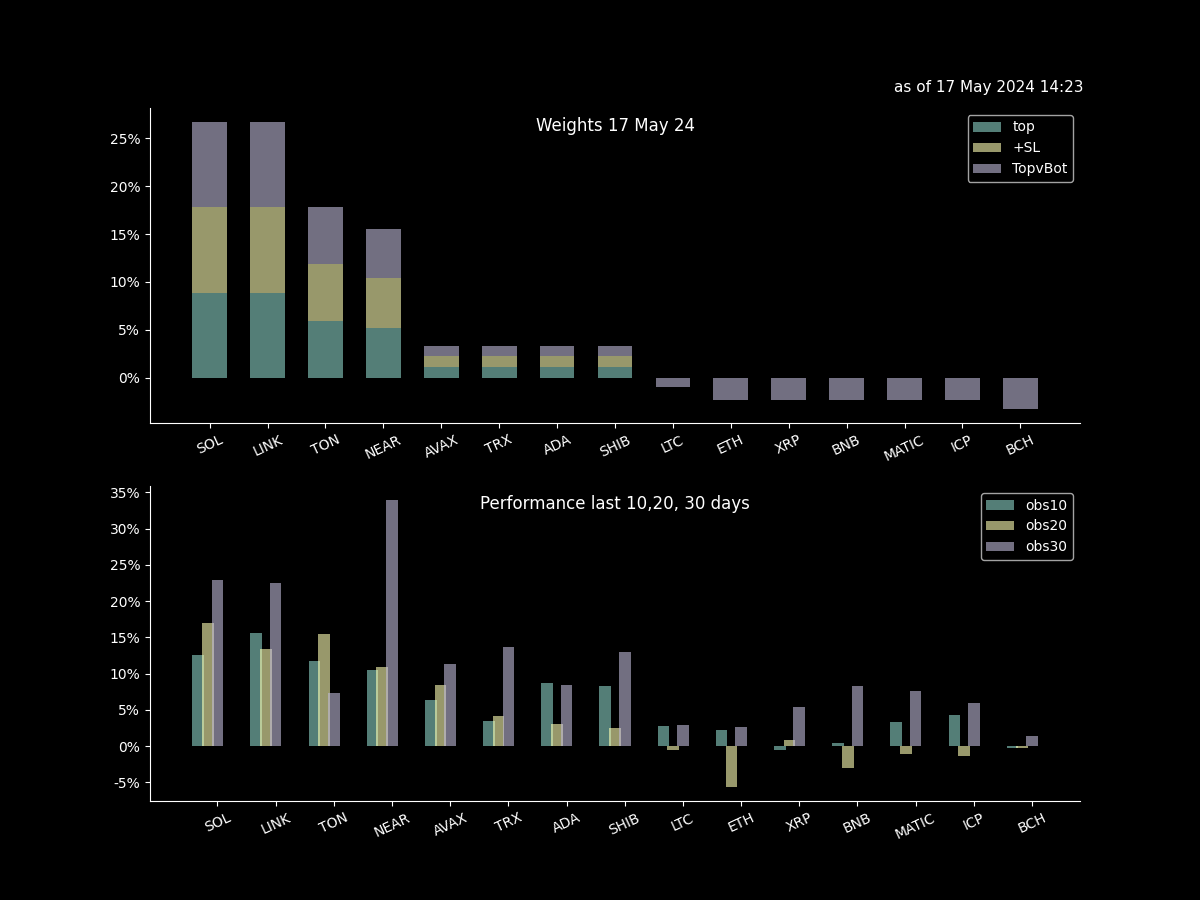 as of 17 May 2024 14:23
Weights 17 May 24
top
+SL
TopvBot
25%
20%
15%
10%
5%
0%
SOL LINK TON NEAR AVAX TRX ADA SHIB LTC ETH XRP BNB MATIC ICP BCH
Performance last 10,20, 30 days
obs10
obs20
obs30
35%
30%
25%
20%
15%
10%
5%
0%
-5%
SOL LINK TON NEAR AVAX TRX ADA SHIB LTC ETH XRP BNB MATIC ICP BCH